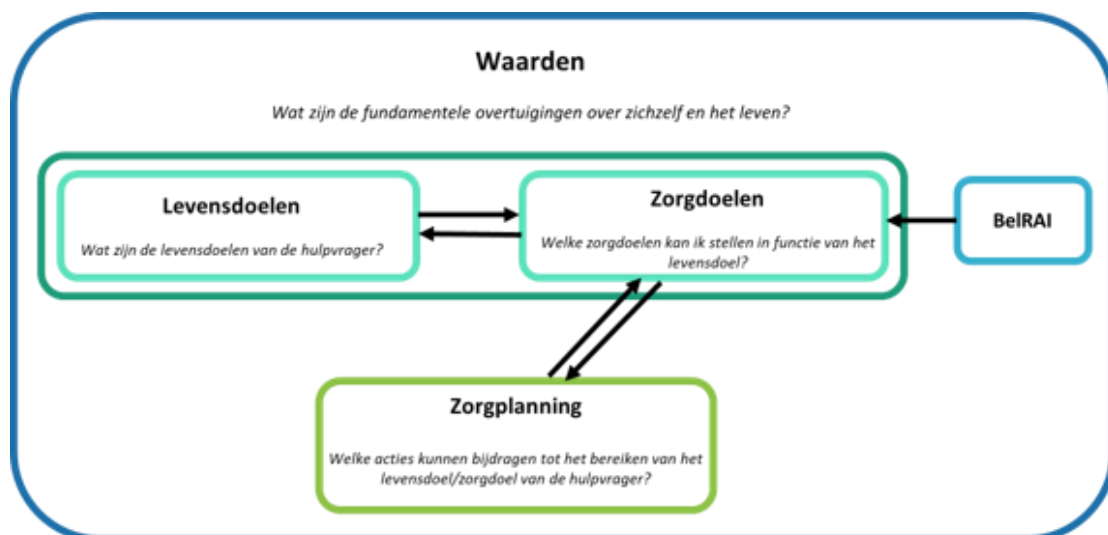 Waarden
Wat zijn de fundamentele overtuigingen over zichzelf en het leven?
Levensdoelen
Wat zijn de levensdoelen van de hulpvrager?
Zorgdoelen
Welke zorgdoelen kan ik stellen in functie van het
levensdoel?
BelRAI
Zorgplanning
Welke acties kunnen bijdragen tot het bereiken van het
levensdoel/zorgdoel van de hulpvrager?